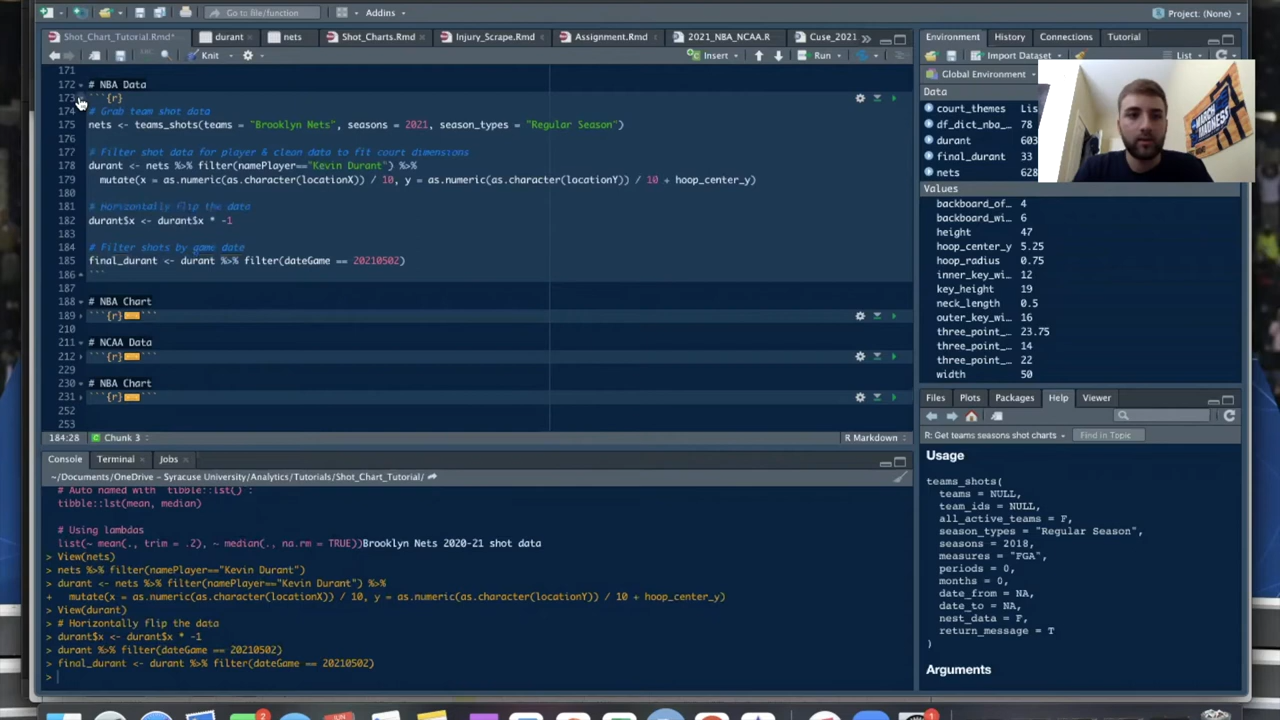 Go to file/function
Addins
Project: (None)
Shot_Chart_Tutorial.Rmd*
durant
nets
Shot_Charts.Rmd
Injury_Scrape.Rmd
Assignment.Rmd
2021_NBA_NCAA.R
Cuse_2021
Knit
Insert
Run
171
172 # NBA Data
173 ```{r}
174 # Grab team shot data
175 nets <- teams_shots(teams = "Brooklyn Nets", seasons = 2021, season_types = "Regular Season")
176
177 # Filter shot data for player & clean data to fit court dimensions
178 durant <- nets %>% filter(namePlayer=="Kevin Durant") %>%
179 mutate(x = as.numeric(as.character(locationX)) / 10, y = as.numeric(as.character(locationY)) / 10 + hoop_center_y)
180
181 # Horizontally flip the data
182 durant$x <- durant$x * -1
183
184 # Filter shots by game date
185 final_durant <- durant %>% filter(dateGame == 20210502)
186 ```
187
188 # NBA Chart
189 ```{r} ```
210
211 # NCAA Data
212 ```{r} ```
229
230 # NBA Chart
231 ```{r} ```
252
253
184:28 Chunk 3 R Markdown
Console Terminal Jobs
~/Documents/OneDrive - Syracuse University/Analytics/Tutorials/Shot_Chart_Tutorial/
# Auto named with `tibble::lst()`:
tibble::lst(mean, median)
# Using lambdas
list(~ mean(., trim = .2), ~ median(., na.rm = TRUE))Brooklyn Nets 2020-21 shot data
> View(nets)
> nets %>% filter(namePlayer=="Kevin Durant")
> durant <- nets %>% filter(namePlayer=="Kevin Durant") %>%
+ mutate(x = as.numeric(as.character(locationX)) / 10, y = as.numeric(as.character(locationY)) / 10 + hoop_center_y)
> View(durant)
> # Horizontally flip the data
> durant$x <- durant$x * -1
> durant %>% filter(dateGame == 20210502)
> final_durant <- durant %>% filter(dateGame == 20210502)
>
Environment History Connections Tutorial
Import Dataset
List
Global Environment
Data
court_themes Lis
df_dict_nba_… 78
durant 603
final_durant 33
nets 628
Values
backboard_of… 4
backboard_wi… 6
height 47
hoop_center_y 5.25
hoop_radius 0.75
inner_key_wi… 12
key_height 19
neck_length 0.5
outer_key_wi… 16
three_point_… 23.75
three_point_… 14
three_point_… 22
width 50
MARCH MADNESS
Files Plots Packages Help Viewer
R: Get teams seasons shot charts
Find in Topic
Usage
teams_shots(
teams = NULL,
team_ids = NULL,
all_active_teams = F,
season_types = "Regular Season",
seasons = 2018,
measures = "FGA",
periods = 0,
months = 0,
date_from = NA,
date_to = NA,
nest_data = F,
return_message = T
)
Arguments
2
1